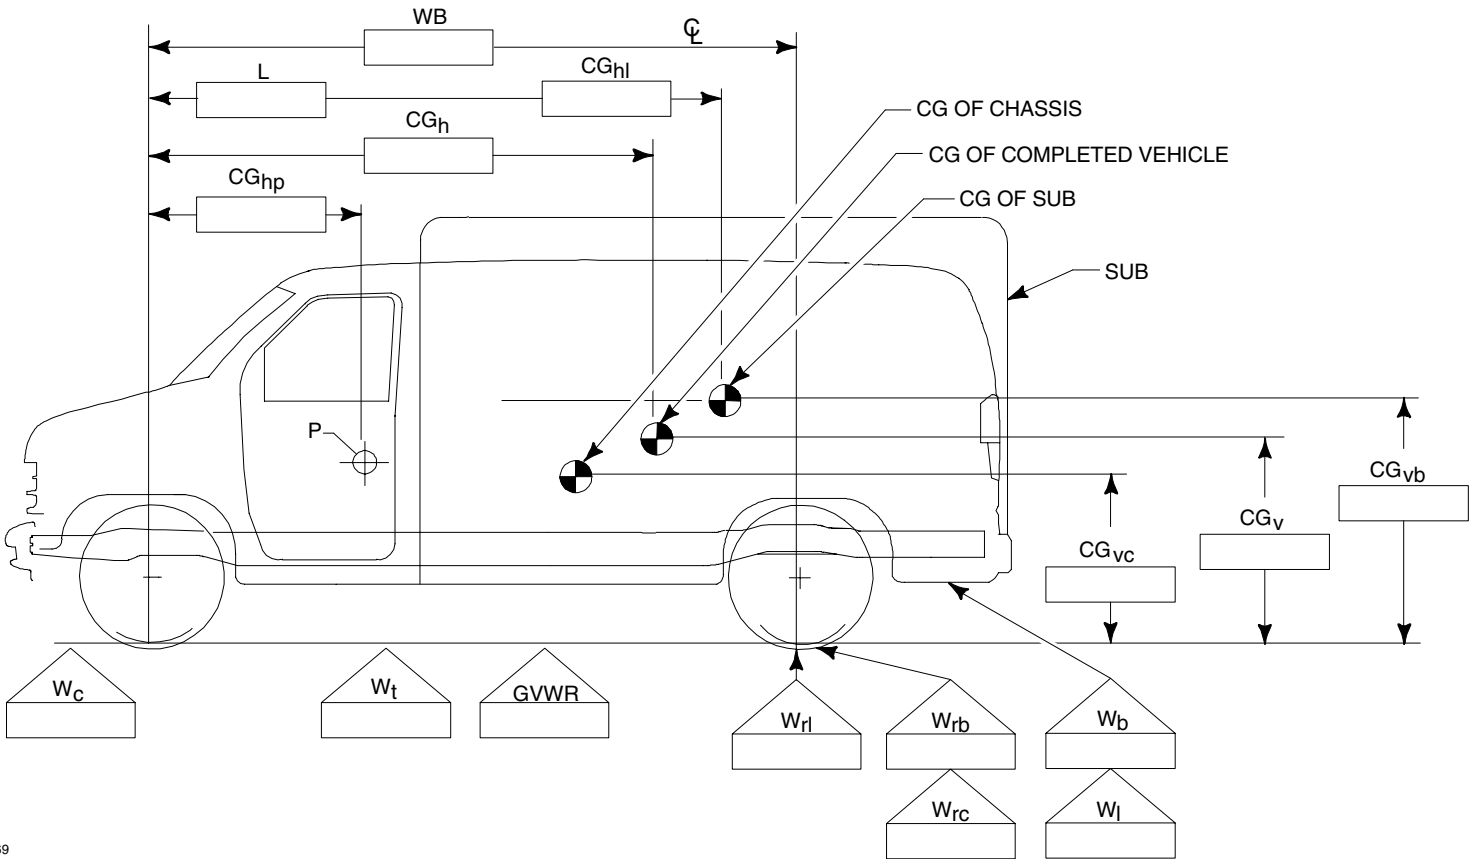 WB
℄
L
CGhl
CGh
CGhp
CG OF CHASSIS
CG OF COMPLETED VEHICLE
CG OF SUB
SUB
P
CGvb
CGv
CGvc
Wc
Wt
GVWR
Wrl
Wrb
Wb
Wrc
Wl